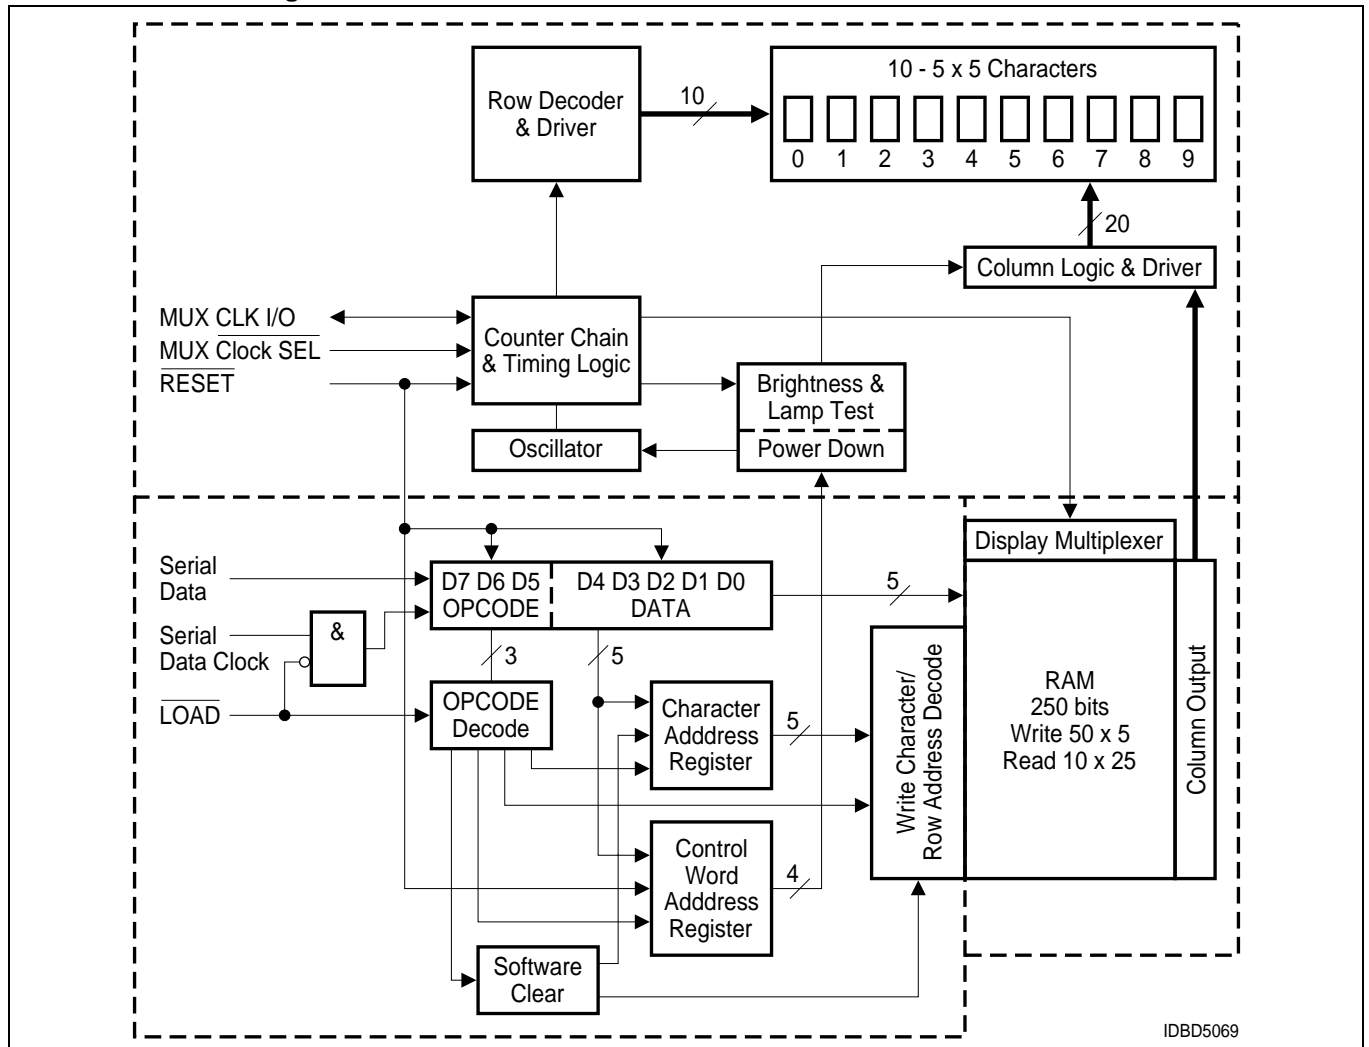 10 - 5 x 5 Characters
Row Decoder
& Driver
10
0 1 2 3 4 5 6 7 8 9
20
Column Logic & Driver
MUX CLK I/O
MUX Clock SEL
RESET
Counter Chain
& Timing Logic
Brightness &
Lamp Test
Power Down
Oscillator
Display Multiplexer
Serial
Data
D7 D6 D5
OPCODE
D4 D3 D2 D1 D0
DATA
5
Serial
Data Clock
&
3
5
LOAD
OPCODE
Decode
Character
Adddress
Register
5
Write Character/
Row Address Decode
RAM
250 bits
Write 50 x 5
Read 10 x 25
Column Output
Control
Word
Adddress
Register
4
Software
Clear
IDBD5069